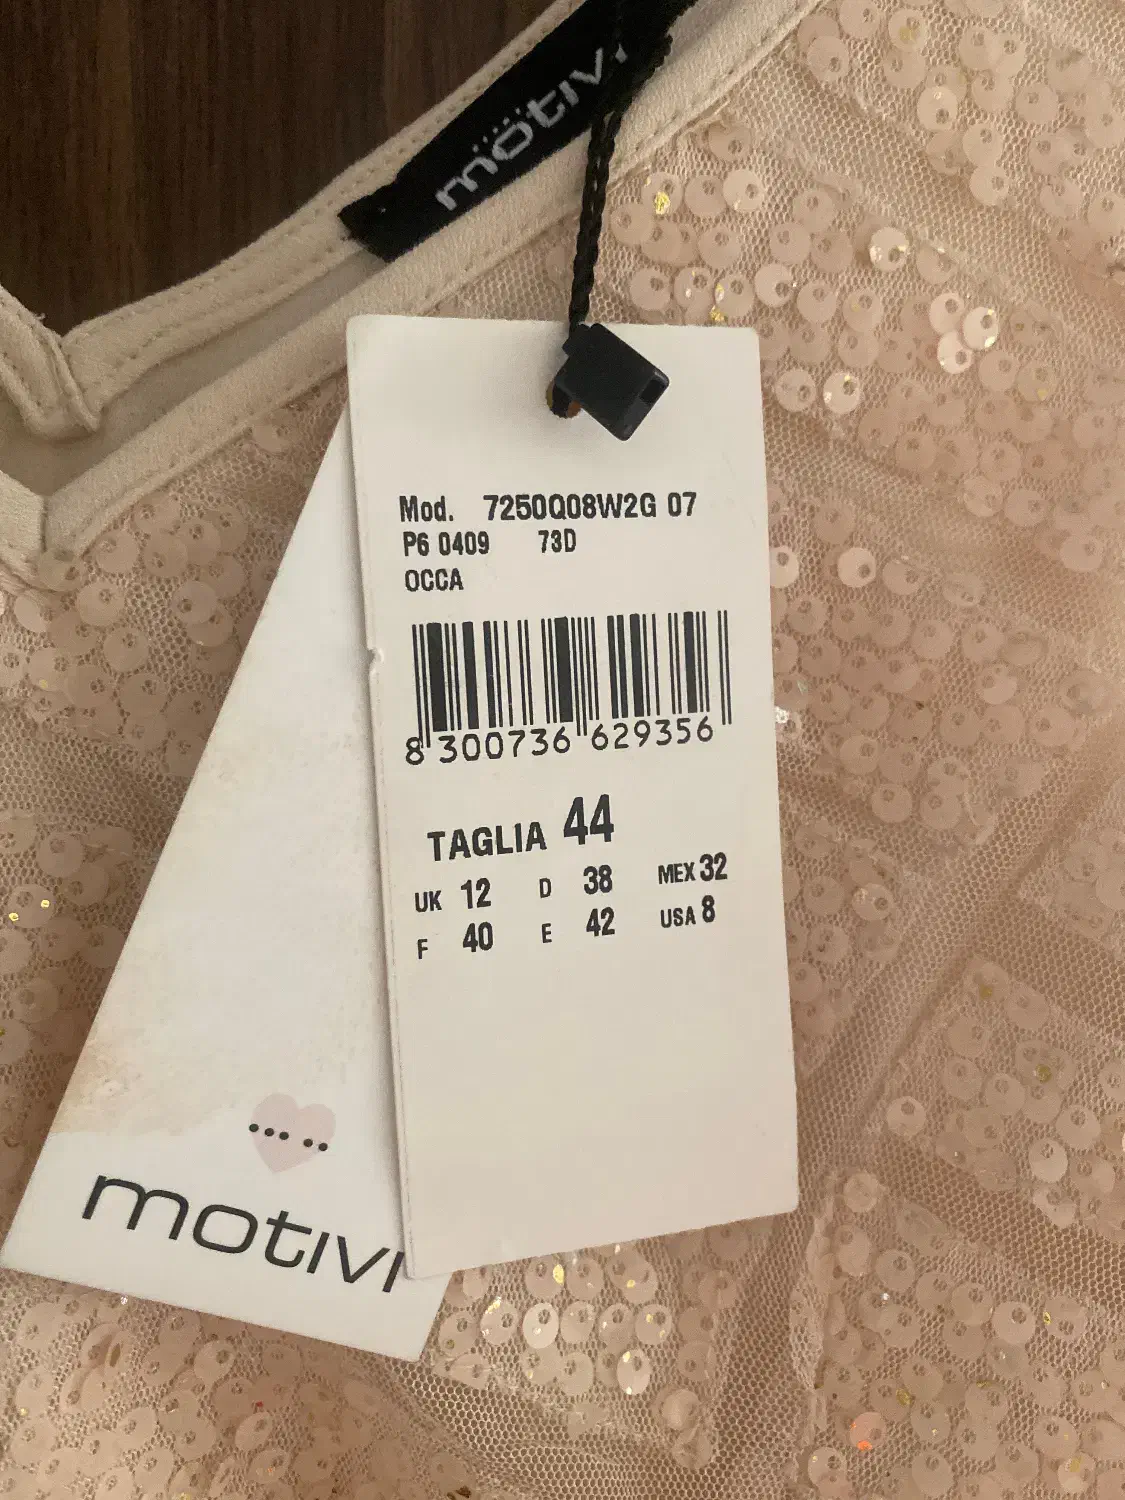 motivi
Mod. 7250Q08W2G 07
P6 0409 73D
OCCA
8 300736 629356
TAGLIA 44
UK 12 D 38 MEX 32
F 40 E 42 USA 8
motivi